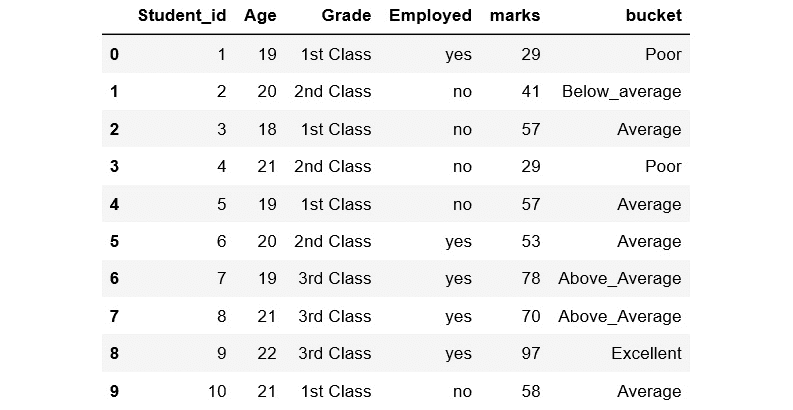 Student_id Age Grade Employed marks bucket
0 1 19 1st Class yes 29 Poor
1 2 20 2nd Class no 41 Below_average
2 3 18 1st Class no 57 Average
3 4 21 2nd Class no 29 Poor
4 5 19 1st Class no 57 Average
5 6 20 2nd Class yes 53 Average
6 7 19 3rd Class yes 78 Above_Average
7 8 21 3rd Class yes 70 Above_Average
8 9 22 3rd Class yes 97 Excellent
9 10 21 1st Class no 58 Average